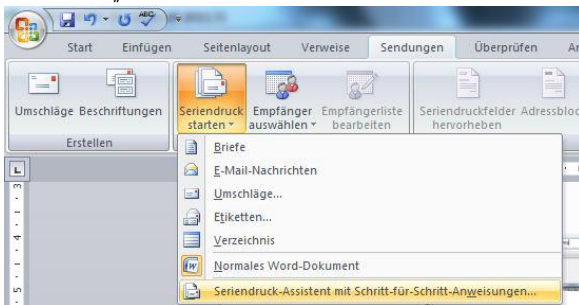 Start Einfügen Seitenlayout Verweise Sendungen Überprüfen
Umschläge Beschriftungen Seriendruck starten Empfänger auswählen Empfängerliste bearbeiten Seriendruckfelder hervorheben
Erstellen
Briefe
E-Mail-Nachrichten
Umschläge...
Etiketten...
Verzeichnis
Normales Word-Dokument
Seriendruck-Assistent mit Schritt-für-Schritt-Anweisungen...